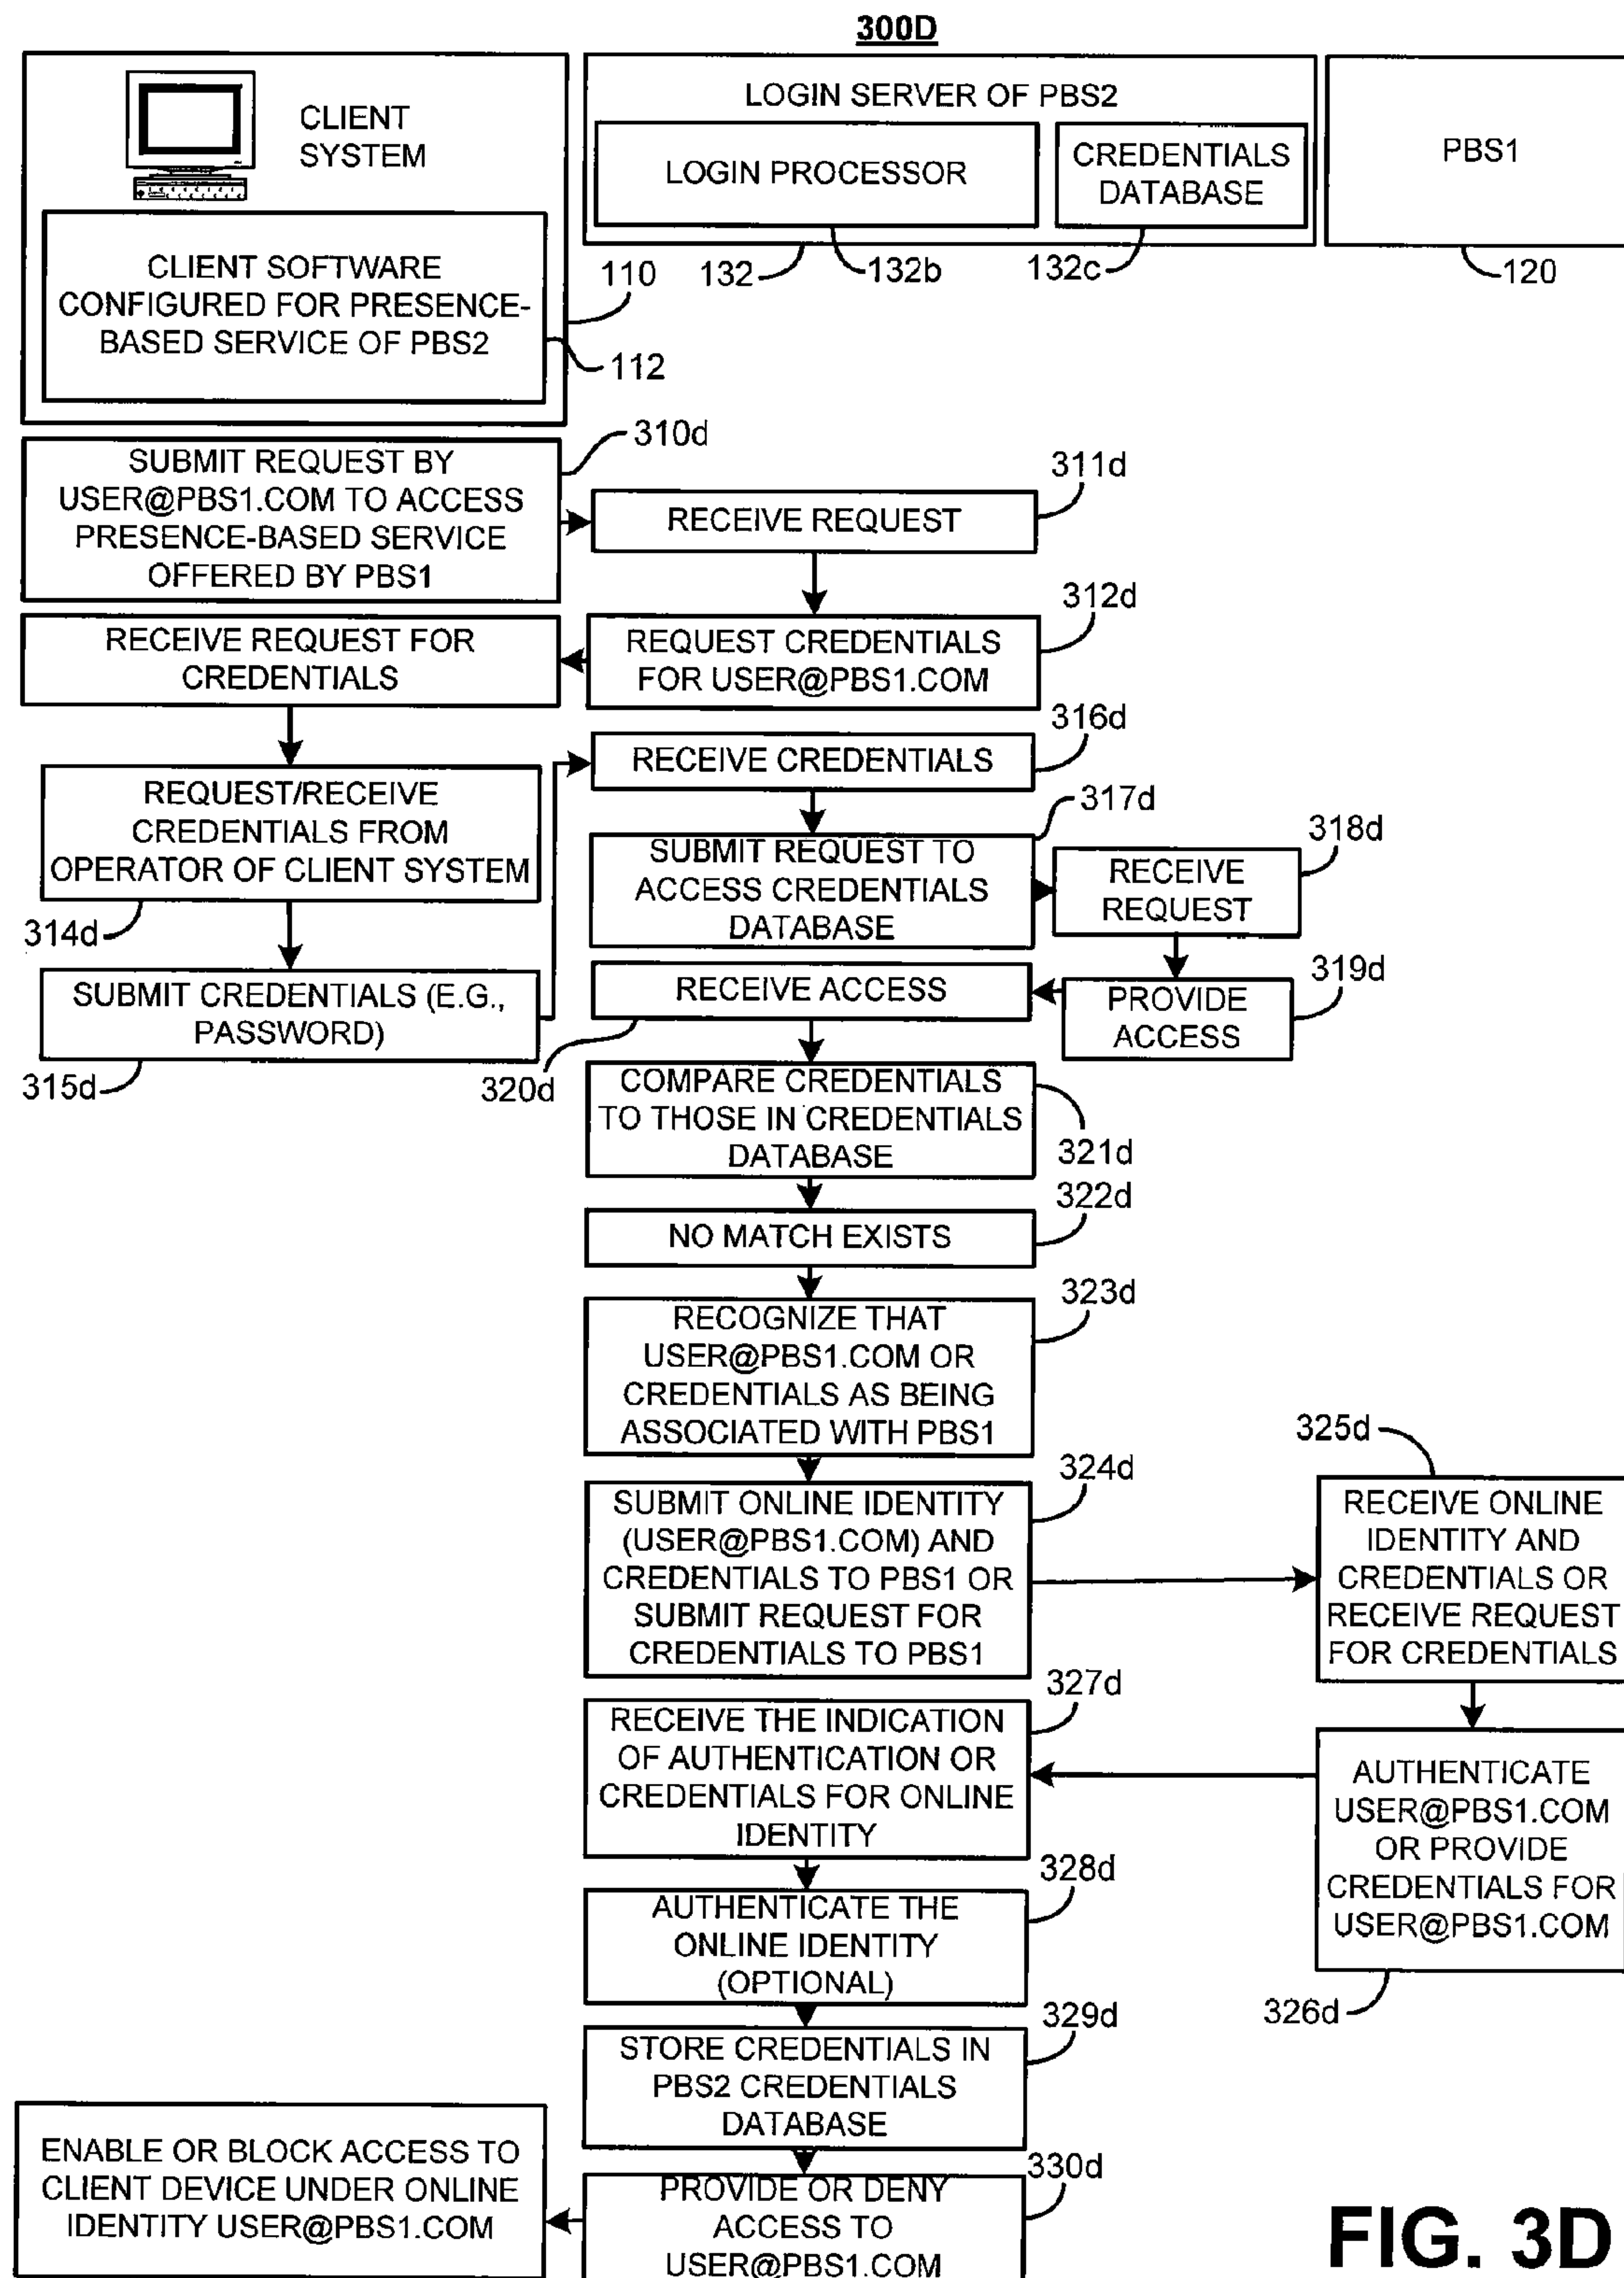 300D
CLIENT
SYSTEM
CLIENT SOFTWARE
CONFIGURED FOR PRESENCE-
BASED SERVICE OF PBS2
110
112
LOGIN SERVER OF PBS2
LOGIN PROCESSOR
CREDENTIALS
DATABASE
132
132b
132c
PBS1
120
SUBMIT REQUEST BY
USER@PBS1.COM TO ACCESS
PRESENCE-BASED SERVICE
OFFERED BY PBS1
310d
RECEIVE REQUEST
311d
REQUEST CREDENTIALS
FOR USER@PBS1.COM
312d
RECEIVE REQUEST FOR
CREDENTIALS
REQUEST/RECEIVE
CREDENTIALS FROM
OPERATOR OF CLIENT SYSTEM
314d
SUBMIT CREDENTIALS (E.G.,
PASSWORD)
315d
RECEIVE CREDENTIALS
316d
SUBMIT REQUEST TO
ACCESS CREDENTIALS
DATABASE
317d
RECEIVE
REQUEST
318d
PROVIDE
ACCESS
319d
RECEIVE ACCESS
320d
COMPARE CREDENTIALS
TO THOSE IN CREDENTIALS
DATABASE
321d
NO MATCH EXISTS
322d
RECOGNIZE THAT
USER@PBS1.COM OR
CREDENTIALS AS BEING
ASSOCIATED WITH PBS1
323d
SUBMIT ONLINE IDENTITY
(USER@PBS1.COM) AND
CREDENTIALS TO PBS1 OR
SUBMIT REQUEST FOR
CREDENTIALS TO PBS1
324d
RECEIVE ONLINE
IDENTITY AND
CREDENTIALS OR
RECEIVE REQUEST
FOR CREDENTIALS
325d
AUTHENTICATE
USER@PBS1.COM
OR PROVIDE
CREDENTIALS FOR
USER@PBS1.COM
326d
RECEIVE THE INDICATION
OF AUTHENTICATION OR
CREDENTIALS FOR ONLINE
IDENTITY
327d
AUTHENTICATE THE
ONLINE IDENTITY
(OPTIONAL)
328d
STORE CREDENTIALS IN
PBS2 CREDENTIALS
DATABASE
329d
PROVIDE OR DENY
ACCESS TO
USER@PBS1.COM
330d
ENABLE OR BLOCK ACCESS TO
CLIENT DEVICE UNDER ONLINE
IDENTITY USER@PBS1.COM
FIG. 3D